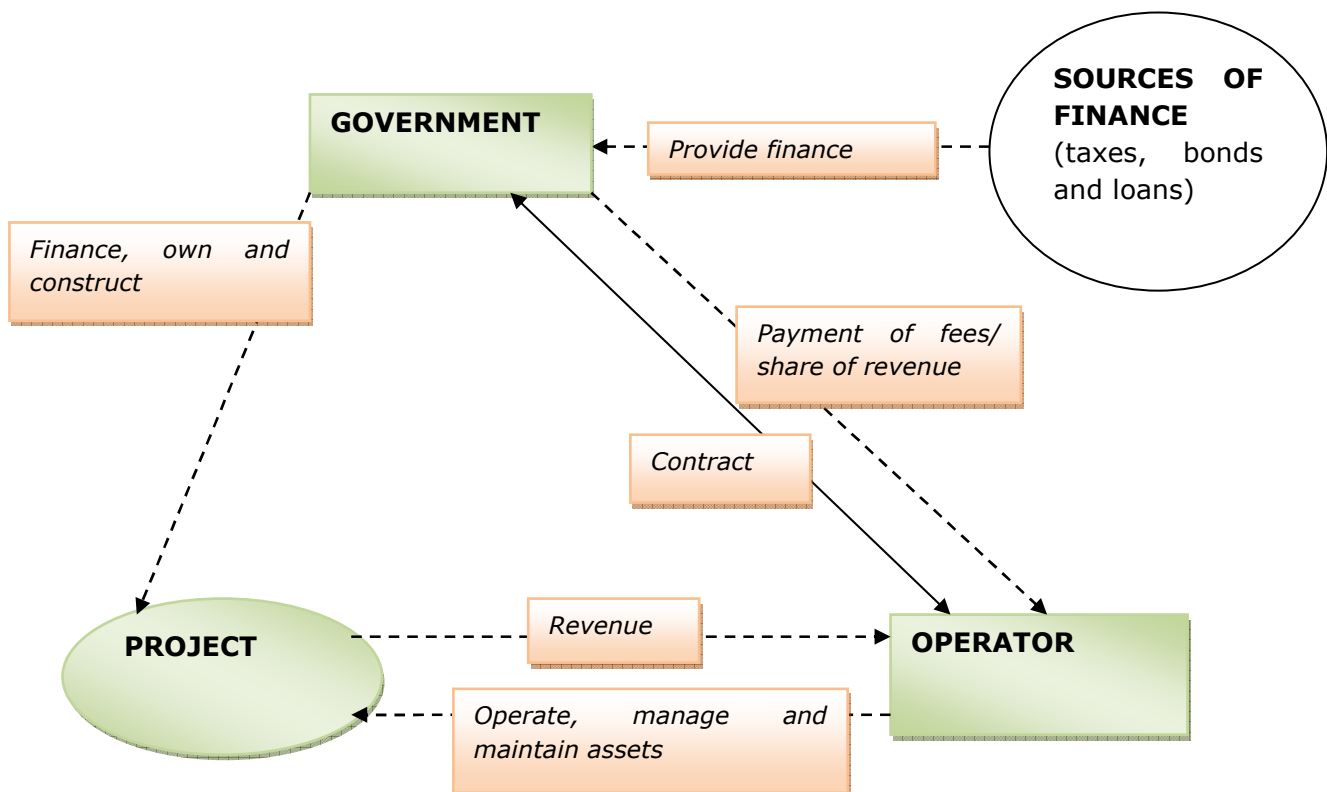 SOURCES OF
FINANCE
(taxes, bonds
and loans)
GOVERNMENT
Provide finance
Finance, own and
construct
Payment of fees/
share of revenue
Contract
PROJECT
Revenue
OPERATOR
Operate, manage and
maintain assets